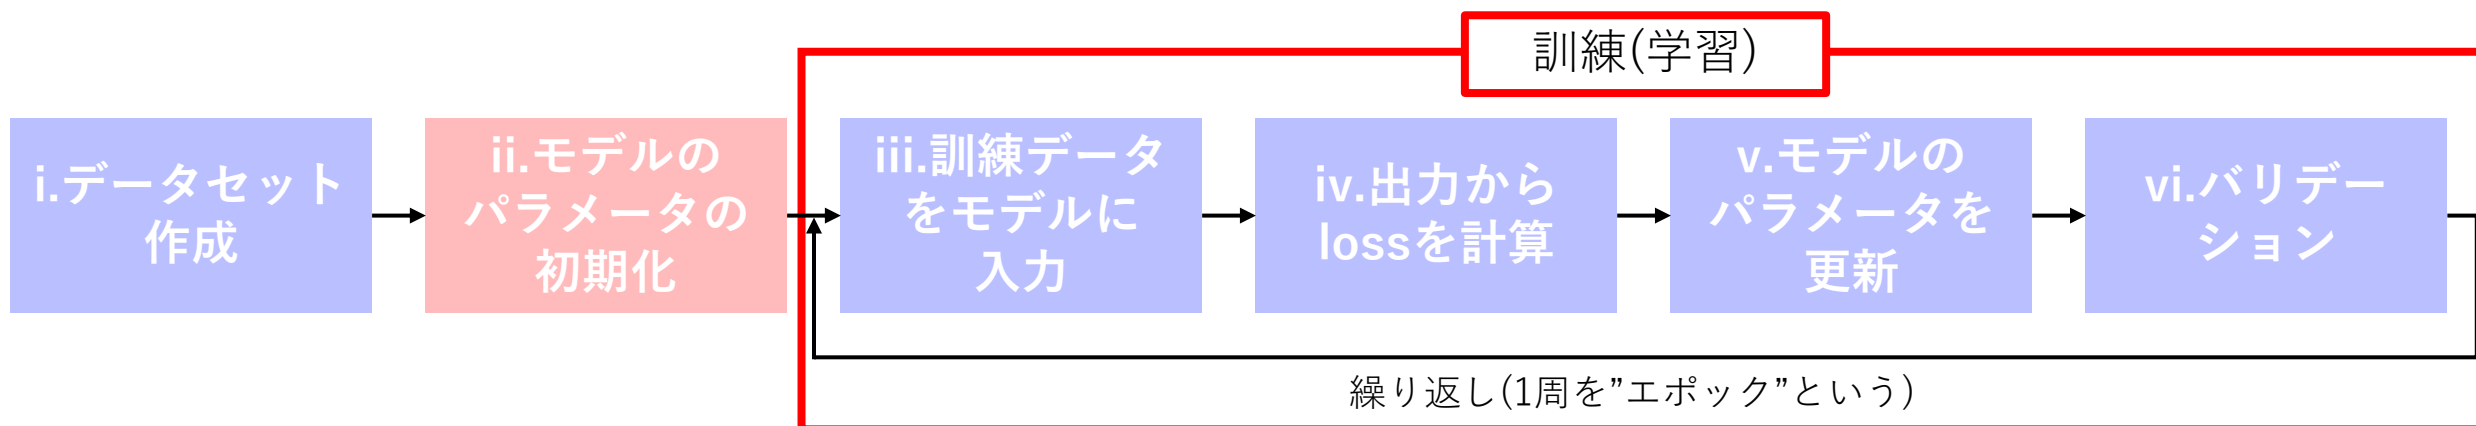 訓練(学習)
i.データセット
作成
ii.モデルの
パラメータの
初期化
iii.訓練データ
をモデルに
入力
iv.出力から
lossを計算
v.モデルの
パラメータを
更新
vi.バリデー
ション
繰り返し(1周を”エポック”という)